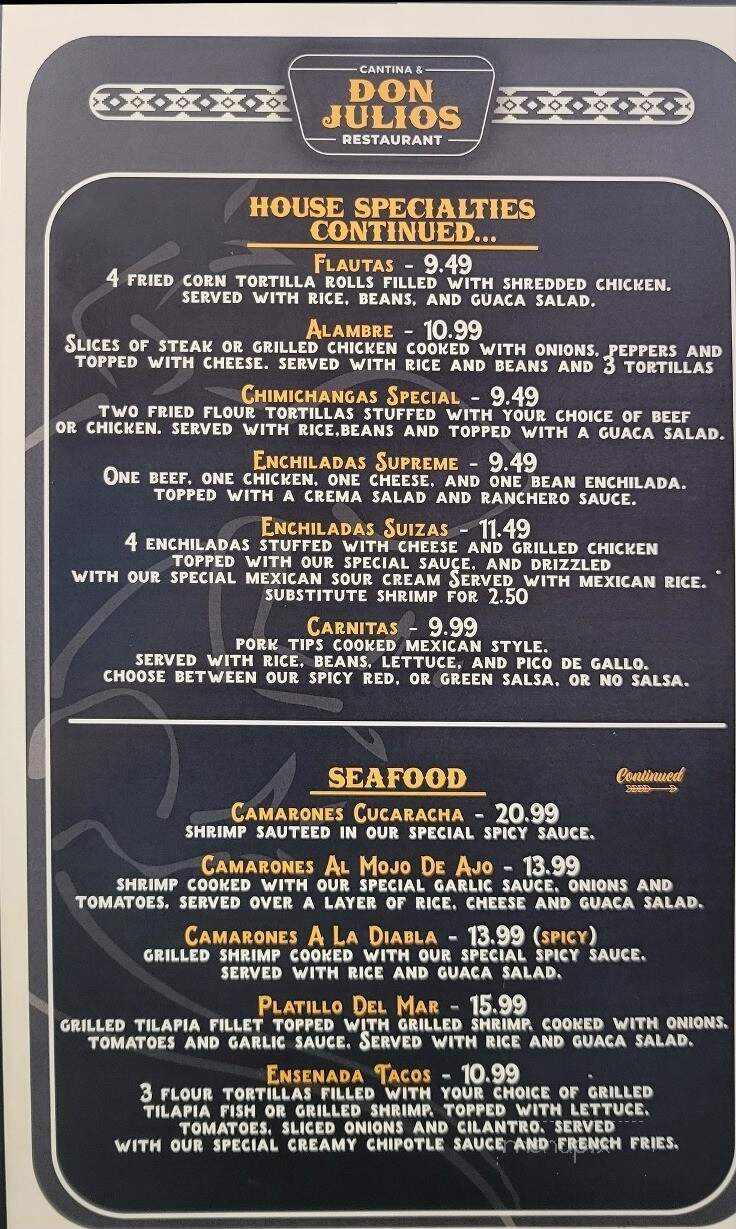 CANTINA &
DON
JULIOS
RESTAURANT
HOUSE SPECIALTIES
CONTINUED...
FLAUTAS - 9.49
4 FRIED CORN TORTILLA ROLLS FILLED WITH SHREDDED CHICKEN.
SERVED WITH RICE, BEANS, AND GUACA SALAD.
ALAMBRE - 10.99
SLICES OF STEAK OR GRILLED CHICKEN COOKED WITH ONIONS, PEPPERS AND
TOPPED WITH CHEESE. SERVED WITH RICE AND BEANS AND 3 TORTILLAS
CHIMICHANGAS SPECIAL - 9.49
TWO FRIED FLOUR TORTILLAS STUFFED WITH YOUR CHOICE OF BEEF
OR CHICKEN. SERVED WITH RICE,BEANS AND TOPPED WITH A GUACA SALAD.
ENCHILADAS SUPREME - 9.49
ONE BEEF, ONE CHICKEN, ONE CHEESE, AND ONE BEAN ENCHILADA.
TOPPED WITH A CREMA SALAD AND RANCHERO SAUCE.
ENCHILADAS SUIZAS - 11.49
4 ENCHILADAS STUFFED WITH CHEESE AND GRILLED CHICKEN
TOPPED WITH OUR SPECIAL SAUCE, AND DRIZZLED
WITH OUR SPECIAL MEXICAN SOUR CREAM SERVED WITH MEXICAN RICE.
SUBSTITUTE SHRIMP FOR 2.50
CARNITAS - 9.99
PORK TIPS COOKED MEXICAN STYLE.
SERVED WITH RICE, BEANS, LETTUCE, AND PICO DE GALLO.
CHOOSE BETWEEN OUR SPICY RED, OR GREEN SALSA, OR NO SALSA.
SEAFOOD
Continued
CAMARONES CUCARACHA - 20.99
SHRIMP SAUTEED IN OUR SPECIAL SPICY SAUCE.
CAMARONES AL MOJO DE AJO - 13.99
SHRIMP COOKED WITH OUR SPECIAL GARLIC SAUCE, ONIONS AND
TOMATOES. SERVED OVER A LAYER OF RICE, CHEESE AND GUACA SALAD.
CAMARONES A LA DIABLA - 13.99 (SPICY)
GRILLED SHRIMP COOKED WITH OUR SPECIAL SPICY SAUCE.
SERVED WITH RICE AND GUACA SALAD.
PLATILLO DEL MAR - 15.99
GRILLED TILAPIA FILLET TOPPED WITH GRILLED SHRIMP, COOKED WITH ONIONS,
TOMATOES AND GARLIC SAUCE, SERVED WITH RICE AND GUACA SALAD.
ENSENADA TACOS - 10.99
3 FLOUR TORTILLAS FILLED WITH YOUR CHOICE OF GRILLED
TILAPIA FISH OR GRILLED SHRIMP, TOPPED WITH LETTUCE,
TOMATOES, SLICED ONIONS AND CILANTRO. SERVED
WITH OUR SPECIAL CREAMY CHIPOTLE SAUCE AND FRENCH FRIES.
menupix